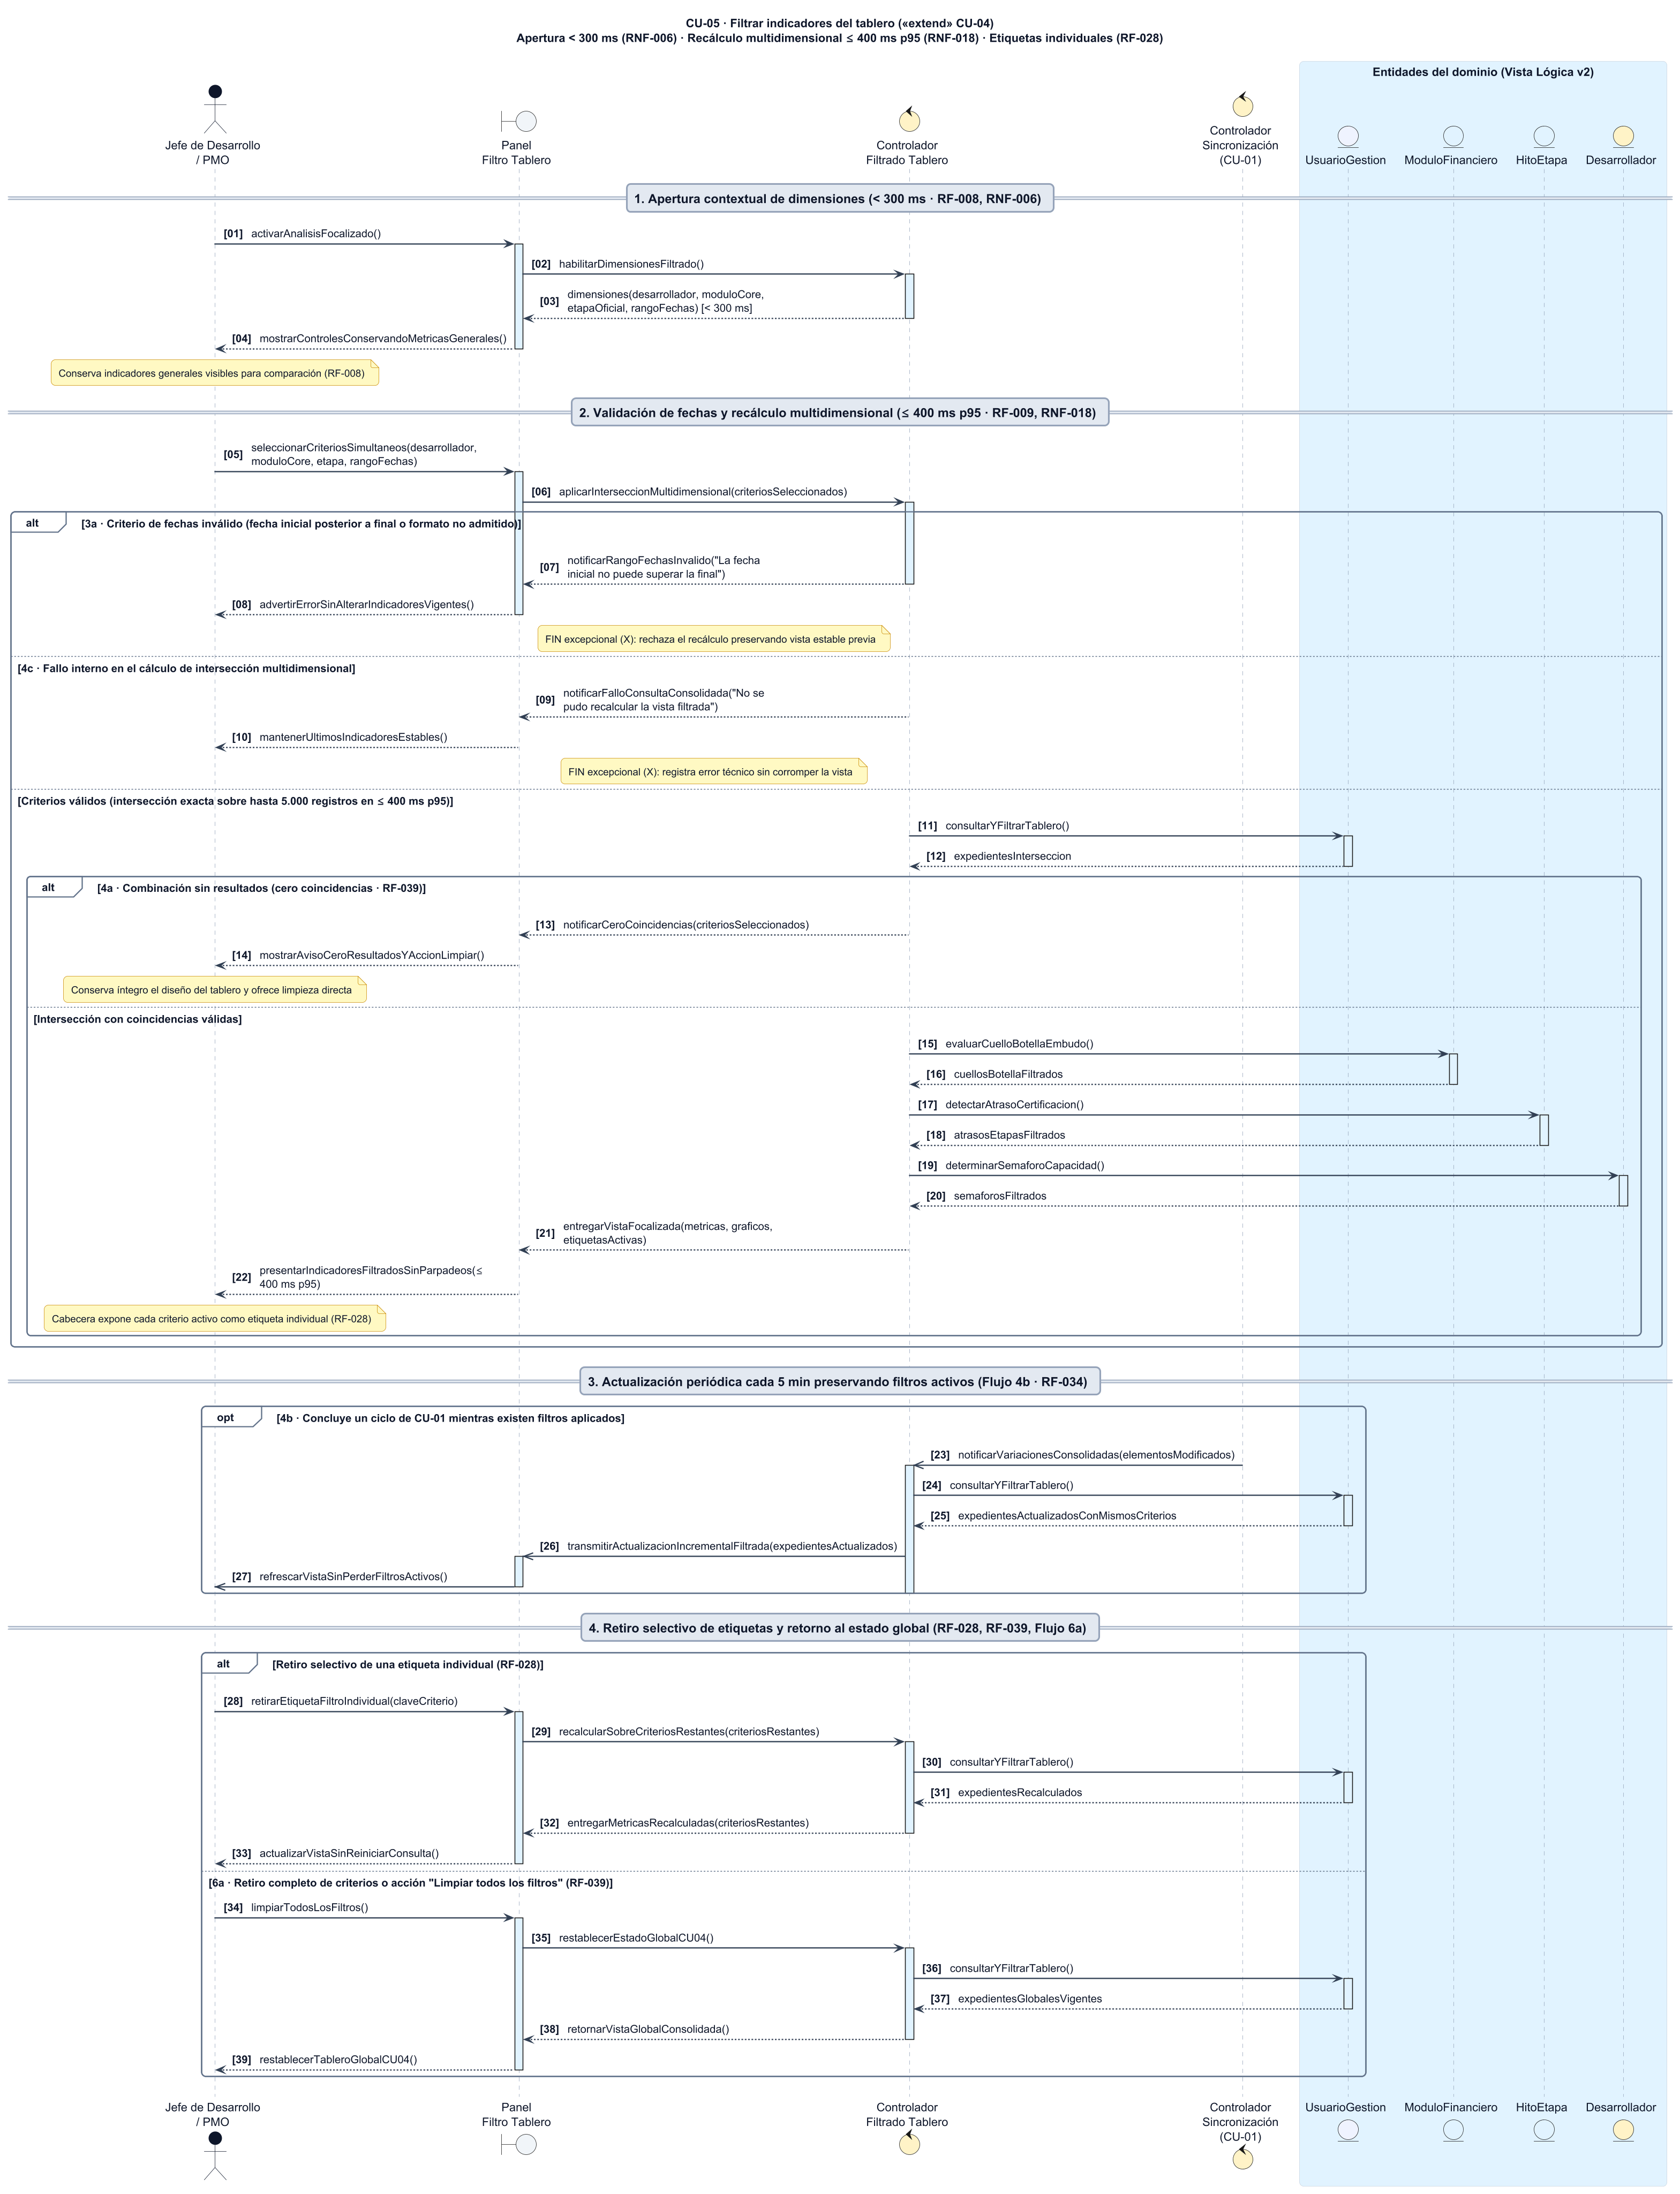 CU-05 · Filtrar indicadores del tablero («extend» CU-04)
Apertura < 300 ms (RNF-006) · Recálculo multidimensional ≤ 400 ms p95 (RNF-018) · Etiquetas individuales (RF-028)
Entidades del dominio (Vista Lógica v2)
Jefe de Desarrollo
/ PMO
Panel
Filtro Tablero
Controlador
Filtrado Tablero
Controlador
Sincronización
(CU-01)
UsuarioGestion
ModuloFinanciero
HitoEtapa
Desarrollador
1. Apertura contextual de dimensiones (< 300 ms · RF-008, RNF-006)
[01] activarAnalisisFocalizado()
[02] habilitarDimensionesFiltrado()
[03] dimensiones(desarrollador, moduloCore,
etapaOficial, rangoFechas) [< 300 ms]
[04] mostrarControlesConservandoMetricasGenerales()
Conserva indicadores generales visibles para comparación (RF-008)
2. Validación de fechas y recálculo multidimensional (≤ 400 ms p95 · RF-009, RNF-018)
[05] seleccionarCriteriosSimultaneos(desarrollador,
moduloCore, etapa, rangoFechas)
[06] aplicarInterseccionMultidimensional(criteriosSeleccionados)
alt [3a · Criterio de fechas inválido (fecha inicial posterior a final o formato no admitido)]
[07] notificarRangoFechasInvalido("La fecha
inicial no puede superar la final")
[08] advertirErrorSinAlterarIndicadoresVigentes()
FIN excepcional (X): rechaza el recálculo preservando vista estable previa
[4c · Fallo interno en el cálculo de intersección multidimensional]
[09] notificarFalloConsultaConsolidada("No se
pudo recalcular la vista filtrada")
[10] mantenerUltimosIndicadoresEstables()
FIN excepcional (X): registra error técnico sin corromper la vista
[Criterios válidos (intersección exacta sobre hasta 5.000 registros en ≤ 400 ms p95)]
[11] consultarYFiltrarTablero()
[12] expedientesInterseccion
alt [4a · Combinación sin resultados (cero coincidencias · RF-039)]
[13] notificarCeroCoincidencias(criteriosSeleccionados)
[14] mostrarAvisoCeroResultadosYAccionLimpiar()
Conserva íntegro el diseño del tablero y ofrece limpieza directa
[Intersección con coincidencias válidas]
[15] evaluarCuelloBotellaEmbudo()
[16] cuellosBotellaFiltrados
[17] detectarAtrasoCertificacion()
[18] atrasosEtapasFiltrados
[19] determinarSemaforoCapacidad()
[20] semaforosFiltrados
[21] entregarVistaFocalizada(metricas, graficos,
etiquetasActivas)
[22] presentarIndicadoresFiltradosSinParpadeos(≤
400 ms p95)
Cabecera expone cada criterio activo como etiqueta individual (RF-028)
3. Actualización periódica cada 5 min preservando filtros activos (Flujo 4b · RF-034)
opt [4b · Concluye un ciclo de CU-01 mientras existen filtros aplicados]
[23] notificarVariacionesConsolidadas(elementosModificados)
[24] consultarYFiltrarTablero()
[25] expedientesActualizadosConMismosCriterios
[26] transmitirActualizacionIncrementalFiltrada(expedientesActualizados)
[27] refrescarVistaSinPerderFiltrosActivos()
4. Retiro selectivo de etiquetas y retorno al estado global (RF-028, RF-039, Flujo 6a)
alt [Retiro selectivo de una etiqueta individual (RF-028)]
[28] retirarEtiquetaFiltroIndividual(claveCriterio)
[29] recalcularSobreCriteriosRestantes(criteriosRestantes)
[30] consultarYFiltrarTablero()
[31] expedientesRecalculados
[32] entregarMetricasRecalculadas(criteriosRestantes)
[33] actualizarVistaSinReiniciarConsulta()
[6a · Retiro completo de criterios o acción "Limpiar todos los filtros" (RF-039)]
[34] limpiarTodosLosFiltros()
[35] restablecerEstadoGlobalCU04()
[36] consultarYFiltrarTablero()
[37] expedientesGlobalesVigentes
[38] retornarVistaGlobalConsolidada()
[39] restablecerTableroGlobalCU04()
Jefe de Desarrollo
/ PMO
Panel
Filtro Tablero
Controlador
Filtrado Tablero
Controlador
Sincronización
(CU-01)
UsuarioGestion
ModuloFinanciero
HitoEtapa
Desarrollador